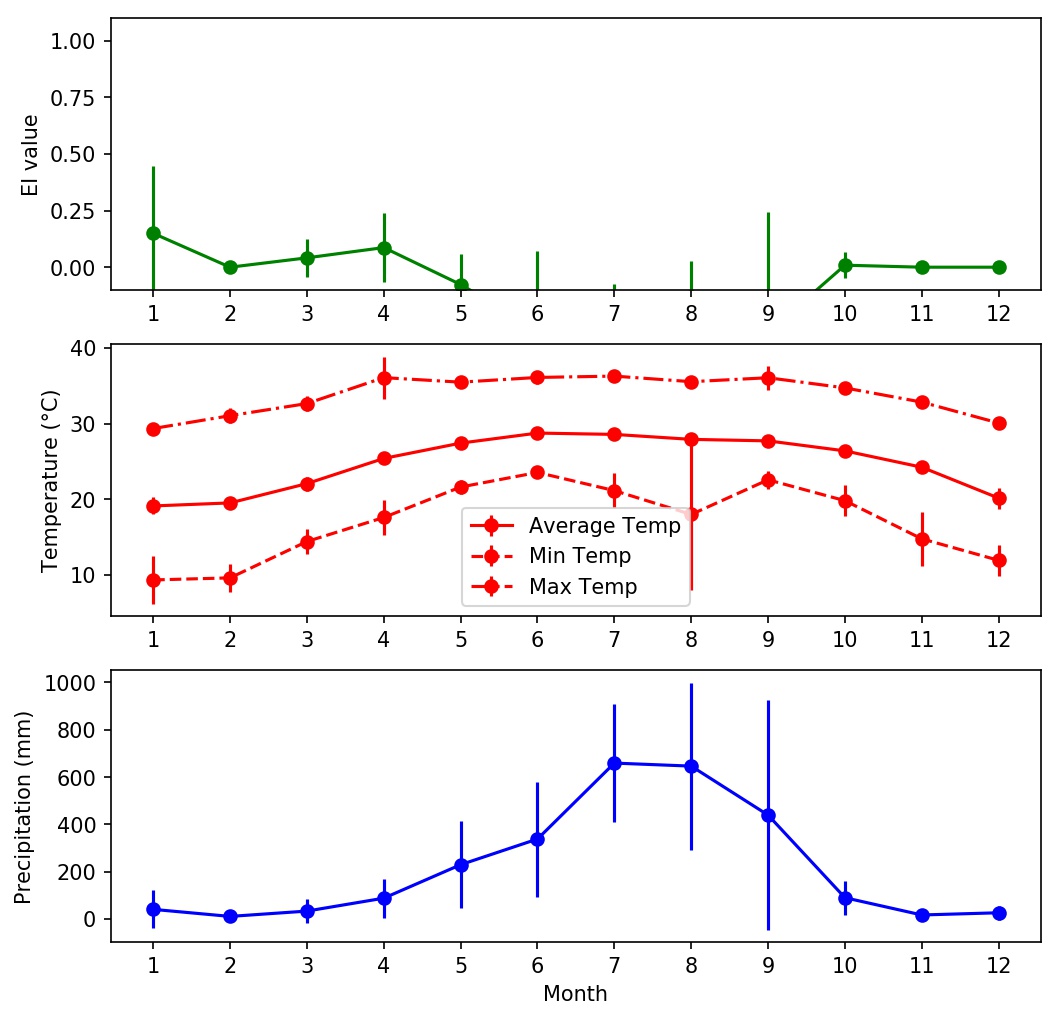 EI value
1.00
0.75
0.50
0.25
0.00
1 2 3 4 5 6 7 8 9 10 11 12
Temperature (°C)
40
30
20
10
Average Temp
Min Temp
Max Temp
1 2 3 4 5 6 7 8 9 10 11 12
Precipitation (mm)
1000
800
600
400
200
0
1 2 3 4 5 6 7 8 9 10 11 12
Month